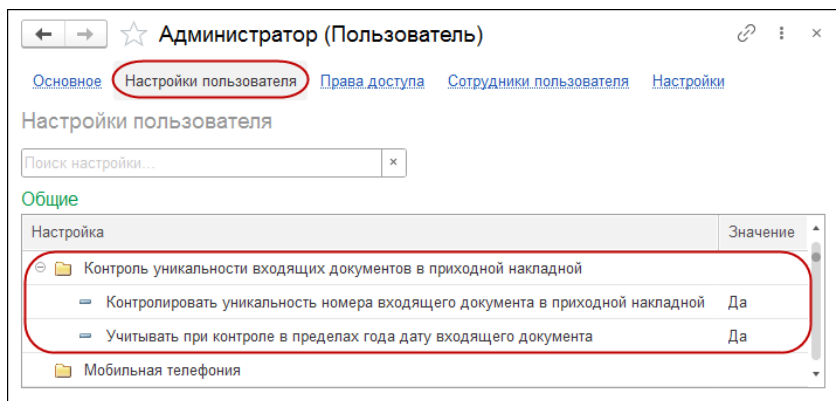 Администратор (Пользователь)
Основное Настройки пользователя Права доступа Сотрудники пользователя Настройки
Настройки пользователя
Поиск настройки...
Общие
Настройка Значение
Контроль уникальности входящих документов в приходной накладной
Контролировать уникальность номера входящего документа в приходной накладной Да
Учитывать при контроле в пределах года дату входящего документа Да
Мобильная телефония